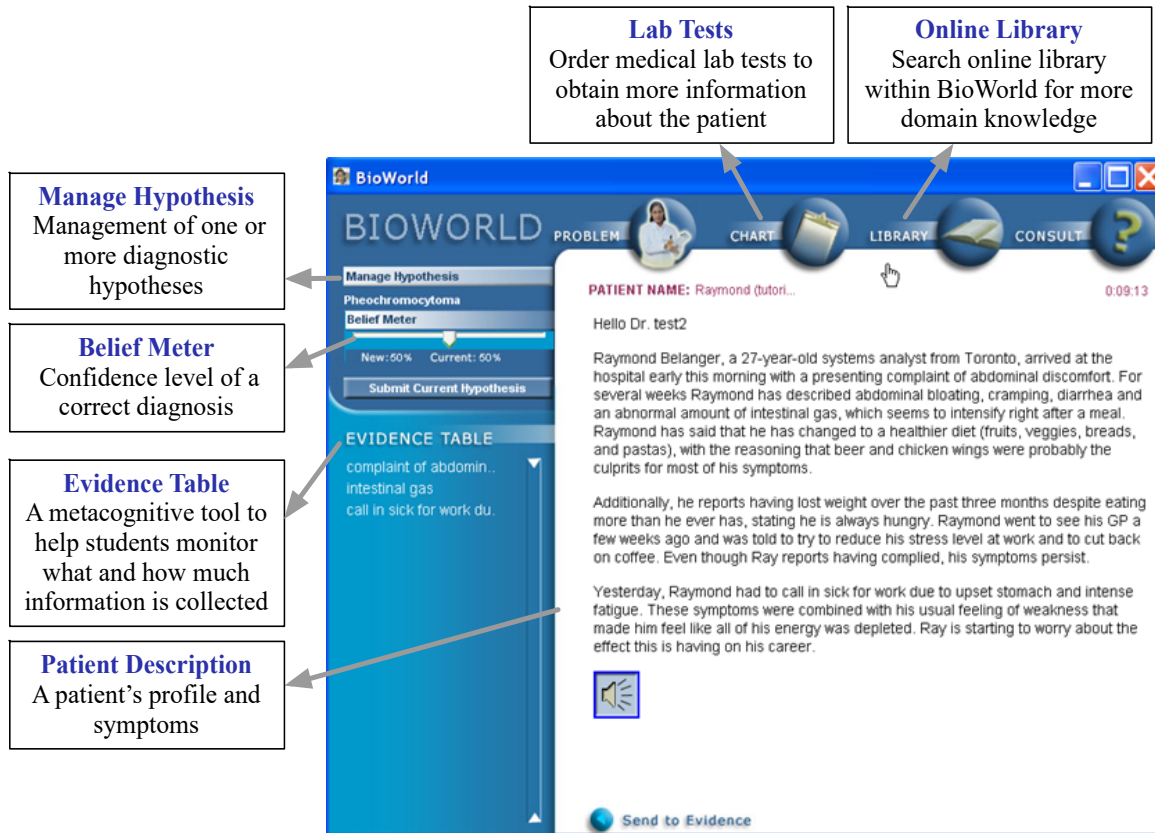 Lab Tests
Order medical lab tests to
obtain more information
about the patient
Online Library
Search online library
within BioWorld for more
domain knowledge
Manage Hypothesis
Management of one or
more diagnostic
hypotheses
Belief Meter
Confidence level of a
correct diagnosis
Evidence Table
A metacognitive tool to
help students monitor
what and how much
information is collected
Patient Description
A patient’s profile and
symptoms
BioWorld
BIOWORLD
PROBLEM
CHART
LIBRARY
CONSULT
Manage Hypothesis
Pheochromocytoma
Belief Meter
New:50% Current: 50%
Submit Current Hypothesis
EVIDENCE TABLE
complaint of abdomin..
intestinal gas
call in sick for work du.
PATIENT NAME: Raymond (tutori...
0:09:13
Hello Dr. test2
Raymond Belanger, a 27-year-old systems analyst from Toronto, arrived at the
hospital early this morning with a presenting complaint of abdominal discomfort. For
several weeks Raymond has described abdominal bloating, cramping, diarrhea and
an abnormal amount of intestinal gas, which seems to intensify right after a meal.
Raymond has said that he has changed to a healthier diet (fruits, veggies, breads,
and pastas), with the reasoning that beer and chicken wings were probably the
culprits for most of his symptoms.
Additionally, he reports having lost weight over the past three months despite eating
more than he ever has, stating he is always hungry. Raymond went to see his GP a
few weeks ago and was told to try to reduce his stress level at work and to cut back
on coffee. Even though Ray reports having complied, his symptoms persist.
Yesterday, Raymond had to call in sick for work due to upset stomach and intense
fatigue. These symptoms were combined with his usual feeling of weakness that
made him feel like all of his energy was depleted. Ray is starting to worry about the
effect this is having on his career.
Send to Evidence